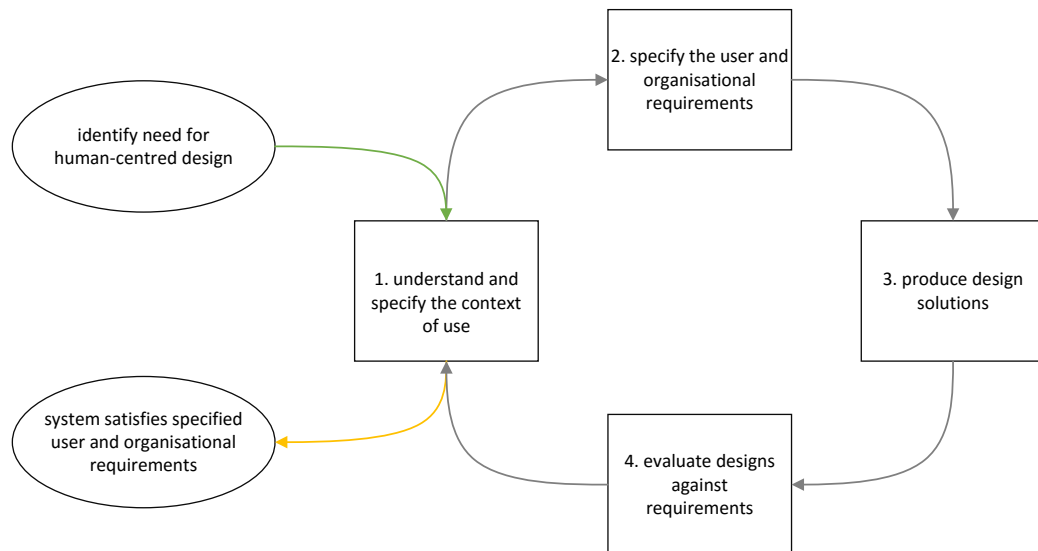 identify need for
human-centred design
1. understand and
specify the context
of use
2. specify the user and
organisational
requirements
3. produce design
solutions
4. evaluate designs
against
requirements
system satisfies specified
user and organisational
requirements